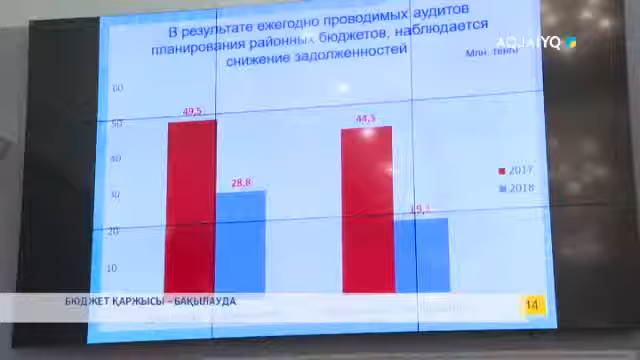 В результате ежегодно проводимых аудитов
планирования районных бюджетов, наблюдается
снижение задолженностей
AQJAIYQ
Млн. тенге
60
50
40
30
20
10
49,5
28,8
44,5
2017
2018
БЮДЖЕТ ҚАРЖЫСЫ – БАҚЫЛАУДА
14